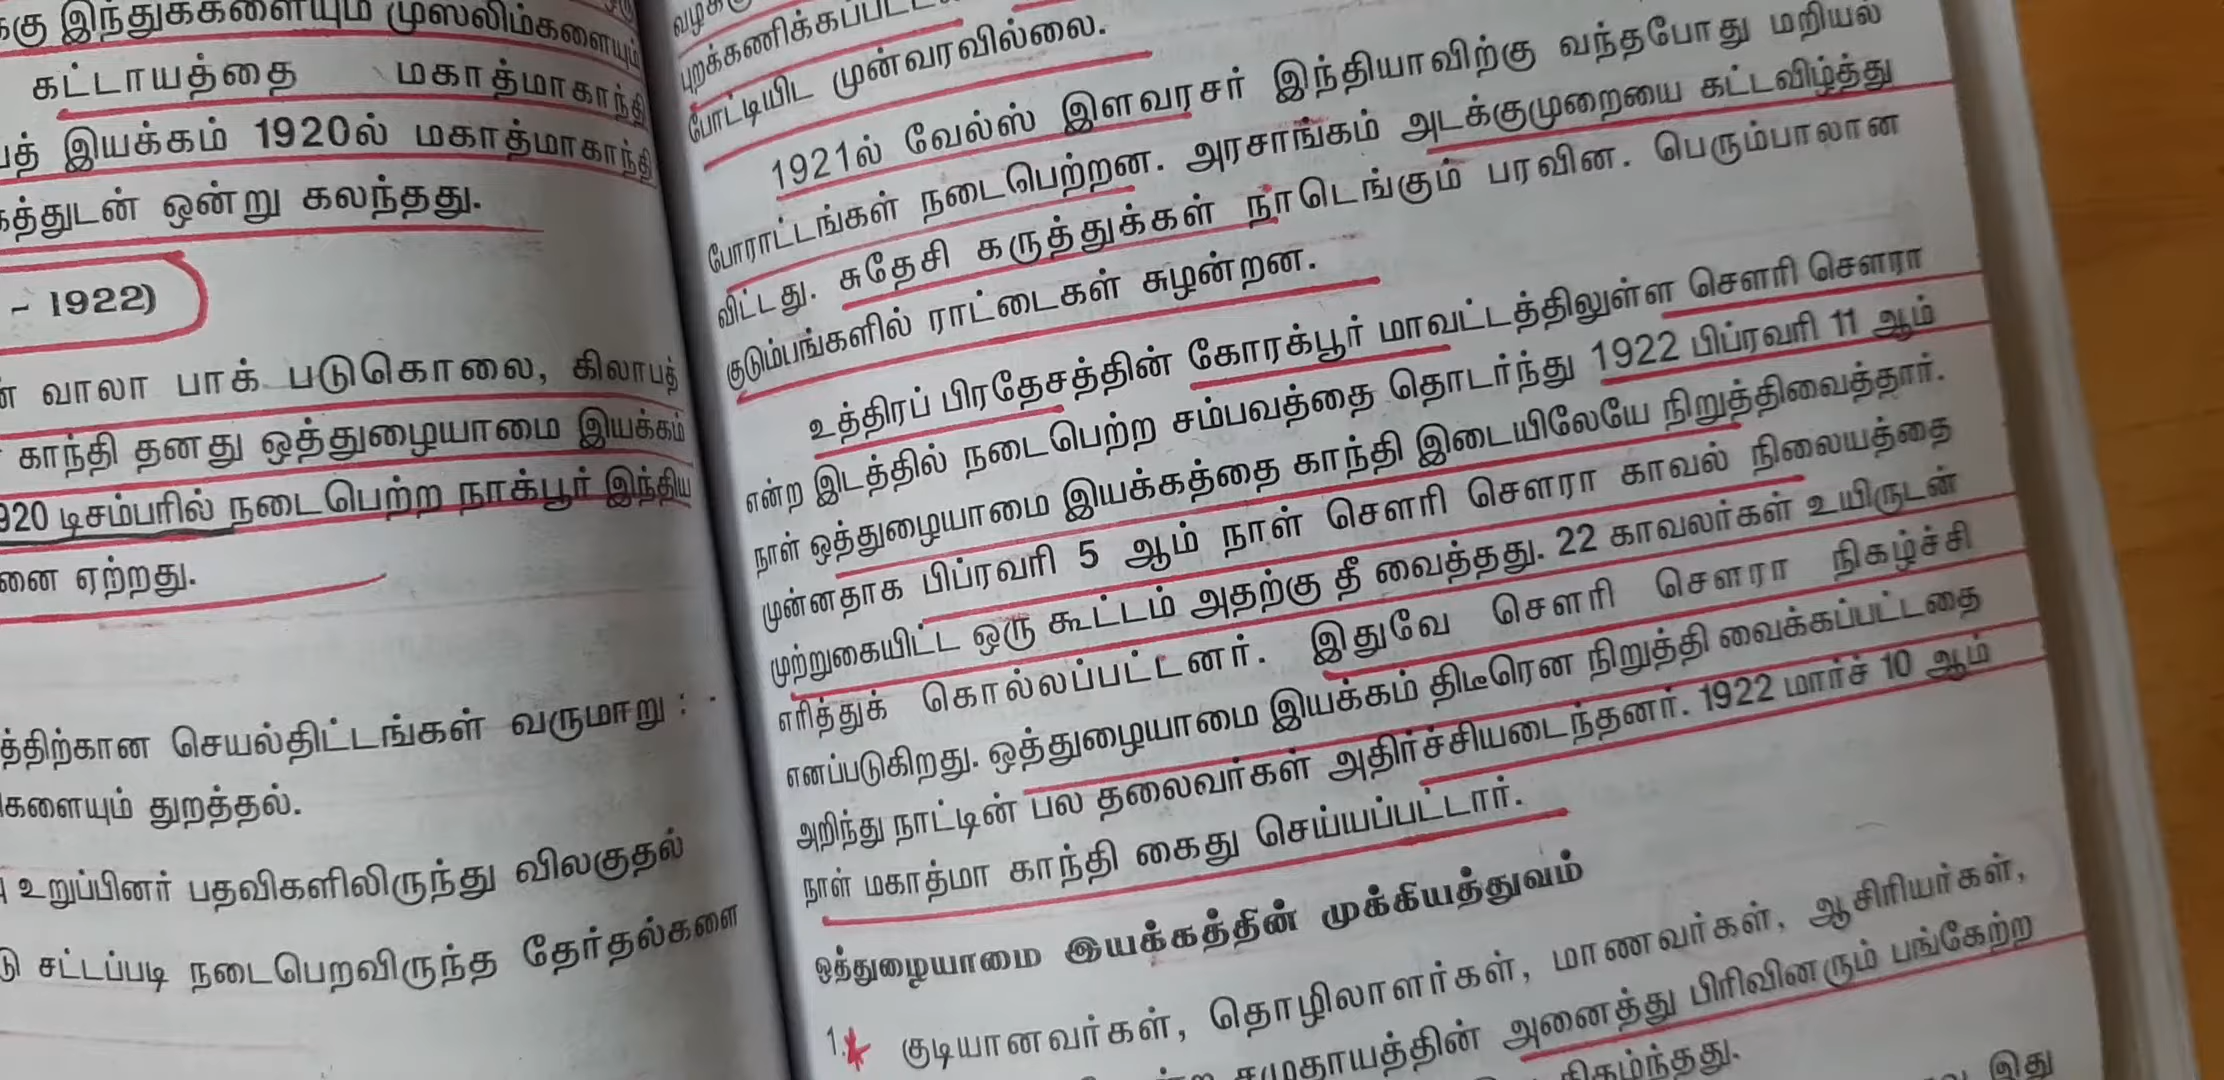 இந்துக்களையும் முஸலிம்களையும்
கட்டாயத்தை மகாத்மாகாந்தி
இயக்கம் 1920ல் மகாத்மாகாந்தி
ஒன்று கலந்தது.
- 1922)
வாலா பாக் படுகொலை, கிலாபத்
காந்தி தனது ஒத்துழையாமை இயக்கம்
920 டிசம்பரில் நடைபெற்ற நாக்பூர் இந்திய
ஏற்றது.
த்திற்கான செயல்திட்டங்கள் வருமாறு :
களையும் துறத்தல்.
உறுப்பினர் பதவிகளிலிருந்து விலகுதல்
சட்டப்படி நடைபெறவிருந்த தேர்தல்களை
போட்டியிட முன்வரவில்லை.
1921ல் வேல்ஸ் இளவரசர் இந்தியாவிற்கு வந்தபோது மறியல்
போராட்டங்கள் நடைபெற்றன. அரசாங்கம் அடக்குமுறையை கட்டவிழ்த்து
விட்டது. சுதேசி கருத்துக்கள் நாடெங்கும் பரவின. பெரும்பாலான
குடும்பங்களில் ராட்டைகள் சுழன்றன.
உத்திரப் பிரதேசத்தின் கோரக்பூர் மாவட்டத்திலுள்ள சௌரி சௌரா
என்ற இடத்தில் நடைபெற்ற சம்பவத்தை தொடர்ந்து 1922 பிப்ரவரி 11 ஆம்
நாள் ஒத்துழையாமை இயக்கத்தை காந்தி இடையிலேயே நிறுத்திவைத்தார்.
முன்னதாக பிப்ரவரி 5 ஆம் நாள் சௌரி சௌரா காவல் நிலையத்தை
முற்றுகையிட்ட ஒரு கூட்டம் அதற்கு தீ வைத்தது. 22 காவலர்கள் உயிருடன்
எரித்துக் கொல்லப்பட்டனர். இதுவே சௌரி சௌரா நிகழ்ச்சி
எனப்படுகிறது. ஒத்துழையாமை இயக்கம் திடீரென நிறுத்தி வைக்கப்பட்டதை
அறிந்து நாட்டின் பல தலைவர்கள் அதிர்ச்சியடைந்தனர். 1922 மார்ச் 10 ஆம்
நாள் மகாத்மா காந்தி கைது செய்யப்பட்டார்.
ஒத்துழையாமை இயக்கத்தின் முக்கியத்துவம்
1. குடியானவர்கள், தொழிலாளர்கள், மாணவர்கள், ஆசிரியர்கள்,
சமுதாயத்தின் அனைத்து பிரிவினரும் பங்கேற்ற
நிகழ்ந்தது.
இது